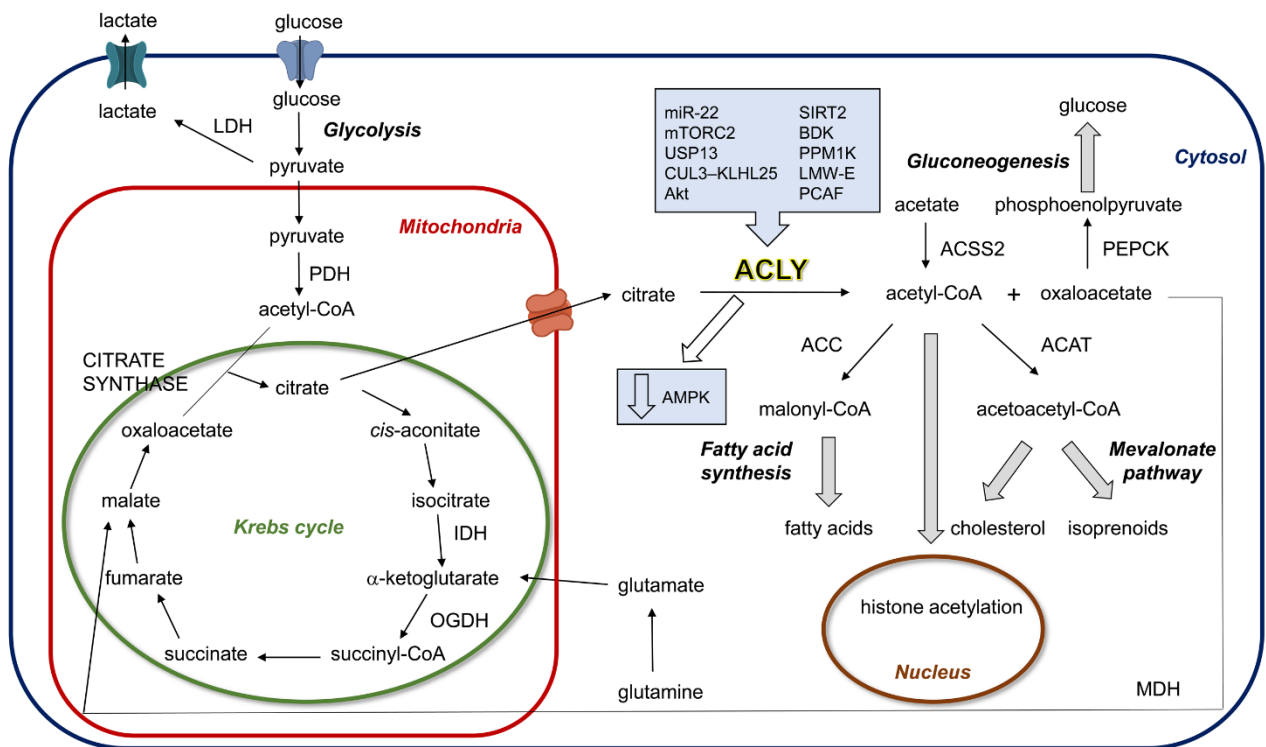 lactate
glucose
lactate
glucose
LDH
Glycolysis
pyruvate
Mitochondria
pyruvate
PDH
acetyl-CoA
CITRATE
SYNTHASE
citrate
oxaloacetate
cis-aconitate
malate
isocitrate
Krebs cycle
IDH
fumarate
α-ketoglutarate
OGDH
succinate
succinyl-CoA
glutamate
glutamine
miR-22
mTORC2
USP13
CUL3–KLHL25
Akt
SIRT2
BDK
PPM1K
LMW-E
PCAF
ACLY
citrate
AMPK
glucose
Gluconeogenesis
Cytosol
acetate
phosphoenolpyruvate
ACSS2
PEPCK
acetyl-CoA + oxaloacetate
ACC
ACAT
malonyl-CoA
acetoacetyl-CoA
Fatty acid
synthesis
Mevalonate
pathway
fatty acids
cholesterol
isoprenoids
histone acetylation
Nucleus
MDH